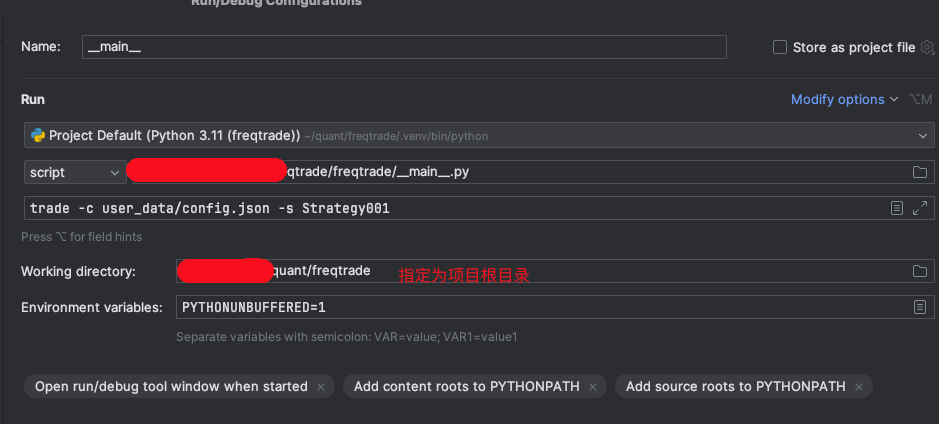 Run/Debug Configurations
Name: __main__ Store as project file
Run Modify options ⌥M
Project Default (Python 3.11 (freqtrade)) ~/quant/freqtrade/.venv/bin/python
script qtrade/freqtrade/__main__.py
trade -c user_data/config.json -s Strategy001
Press ⌥ for field hints
Working directory: quant/freqtrade 指定为项目根目录
Environment variables: PYTHONUNBUFFERED=1
Separate variables with semicolon: VAR=value; VAR1=value1
Open run/debug tool window when started × Add content roots to PYTHONPATH × Add source roots to PYTHONPATH ×